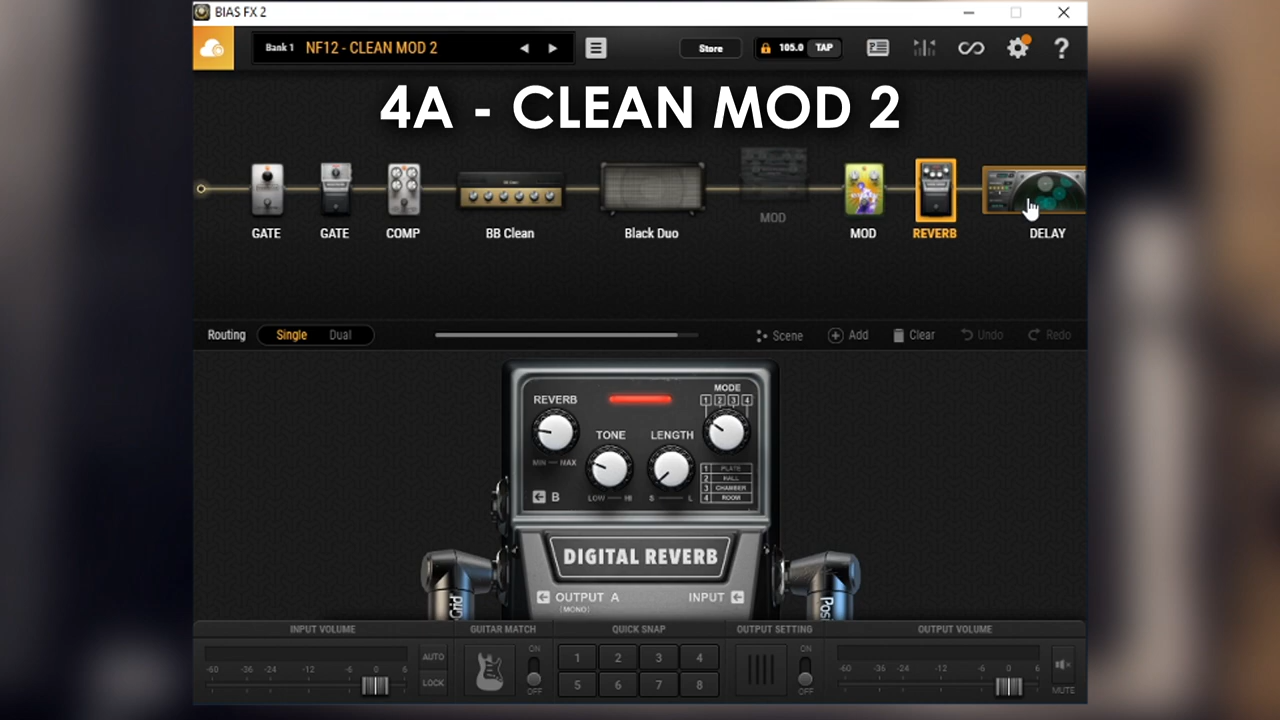 BIAS FX 2
Bank 1 NF12 - CLEAN MOD 2
Store
105.0 TAP
4A - CLEAN MOD 2
GATE GATE COMP BB Clean Black Duo MOD MOD REVERB DELAY
Routing Single Dual
Scene Add Clear Undo Redo
MODE
1 2 3 4
REVERB
TONE LENGTH
MIN MAX
LOW HI S L
1 PLATE
2 HALL
3 CHAMBER
4 ROOM
B
DIGITAL REVERB
OUTPUT A INPUT
(MONO)
Grid
Pos
INPUT VOLUME GUITAR MATCH QUICK SNAP OUTPUT SETTING OUTPUT VOLUME
-60 -36 -24 -12 -6 0 6
AUTO
LOCK
ON
OFF
1 2 3 4
5 6 7 8
ON
OFF
-60 -36 -24 -12 -6 0 6
MUTE